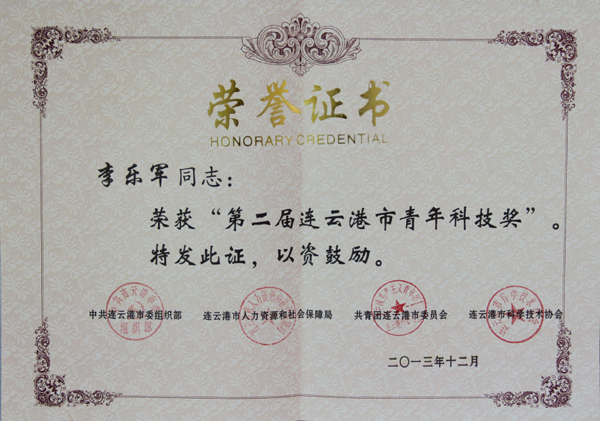 荣誉证书
HONORARY CREDENTIAL
李乐军同志：
荣获“第二届连云港市青年科技奖”。
特发此证，以资鼓励。
中共连云港市委组织部 连云港市人力资源和社会保障局 共青团连云港市委员会 连云港市科学技术协会
二〇一三年十二月